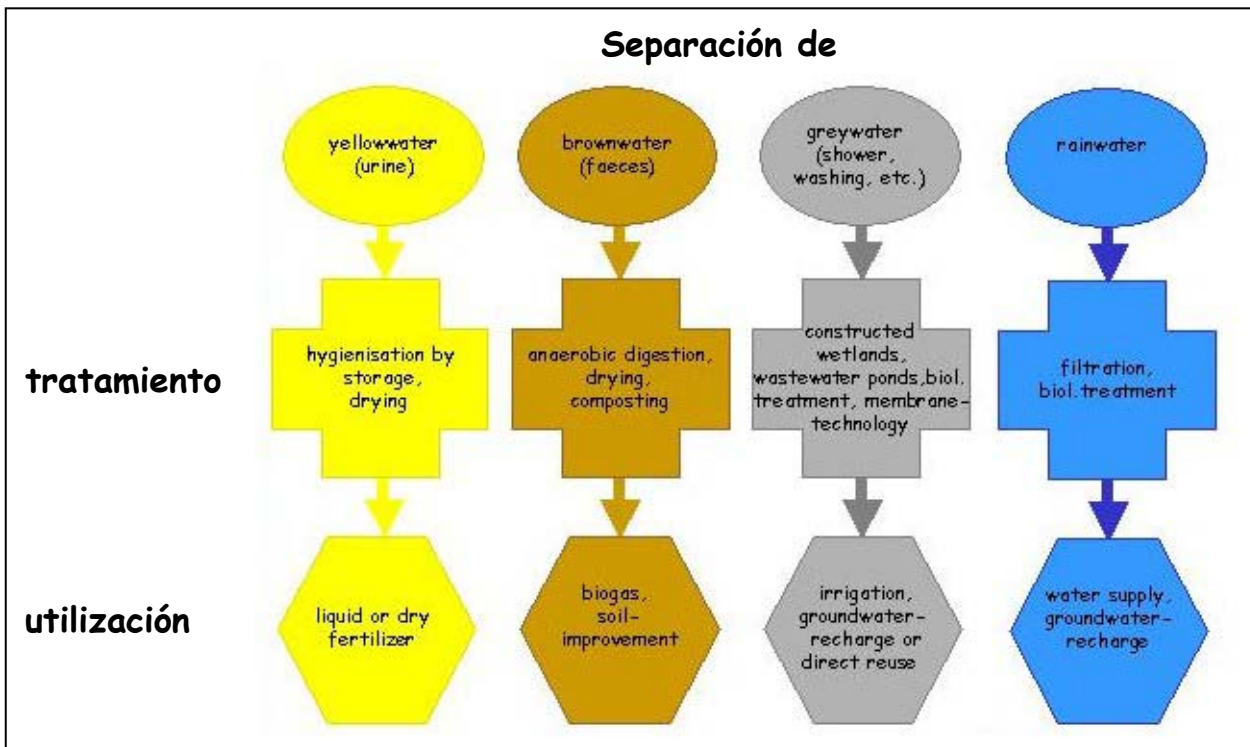 Separación de
yellowwater
(urine)
brownwater
(faeces)
greywater
(shower,
washing, etc.)
rainwater
tratamiento
hygienisation by
storage,
drying
anaerobic digestion,
drying,
composting
constructed
wetlands,
wastewater ponds,biol.
treatment, membrane-
technology
filtration,
biol.treatment
utilización
liquid or dry
fertilizer
biogas,
soil-
improvement
irrigation,
groundwater-
recharge or
direct reuse
water supply,
groundwater-
recharge